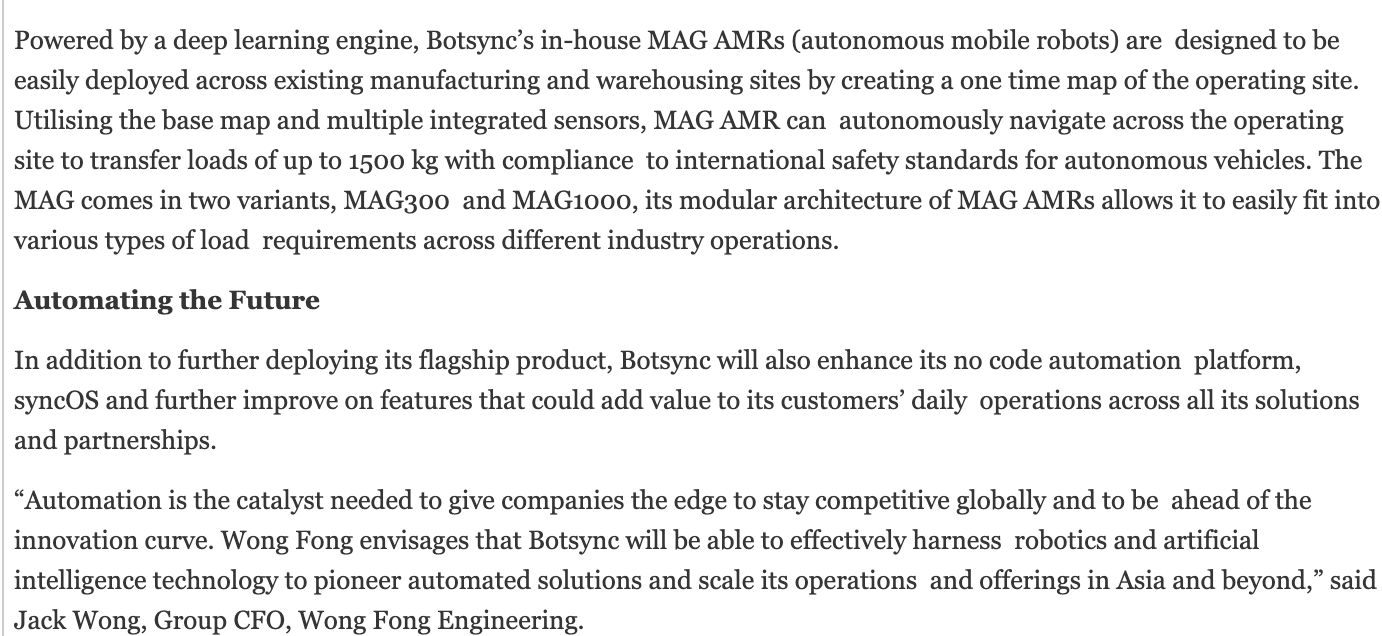 Powered by a deep learning engine, Botsync’s in-house MAG AMRs (autonomous mobile robots) are  designed to be
easily deployed across existing manufacturing and warehousing sites by creating a one time map of the operating site.
Utilising the base map and multiple integrated sensors, MAG AMR can  autonomously navigate across the operating
site to transfer loads of up to 1500 kg with compliance  to international safety standards for autonomous vehicles. The
MAG comes in two variants, MAG300  and MAG1000, its modular architecture of MAG AMRs allows it to easily fit into
various types of load  requirements across different industry operations.
Automating the Future
In addition to further deploying its flagship product, Botsync will also enhance its no code automation  platform,
syncOS and further improve on features that could add value to its customers’ daily  operations across all its solutions
and partnerships.
“Automation is the catalyst needed to give companies the edge to stay competitive globally and to be  ahead of the
innovation curve. Wong Fong envisages that Botsync will be able to effectively harness  robotics and artificial
intelligence technology to pioneer automated solutions and scale its operations  and offerings in Asia and beyond,” said
Jack Wong, Group CFO, Wong Fong Engineering.